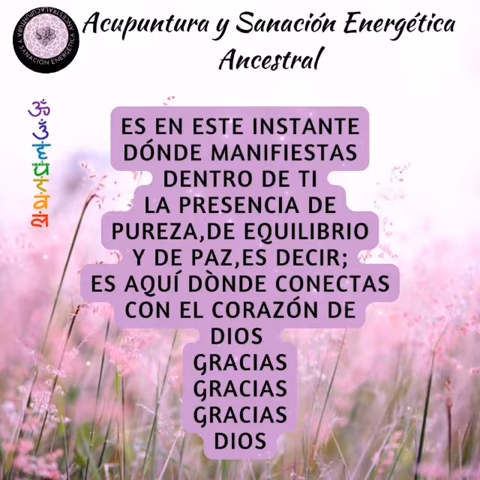 Acupuntura y Sanación Energética
Ancestral
ES EN ESTE INSTANTE
DÓNDE MANIFIESTAS
DENTRO DE TI
LA PRESENCIA DE
PUREZA,DE EQUILIBRIO
Y DE PAZ,ES DECIR;
ES AQUÍ DÒNDE CONECTAS
CON EL CORAZÓN DE
DIOS
GRACIAS
GRACIAS
GRACIAS
DIOS